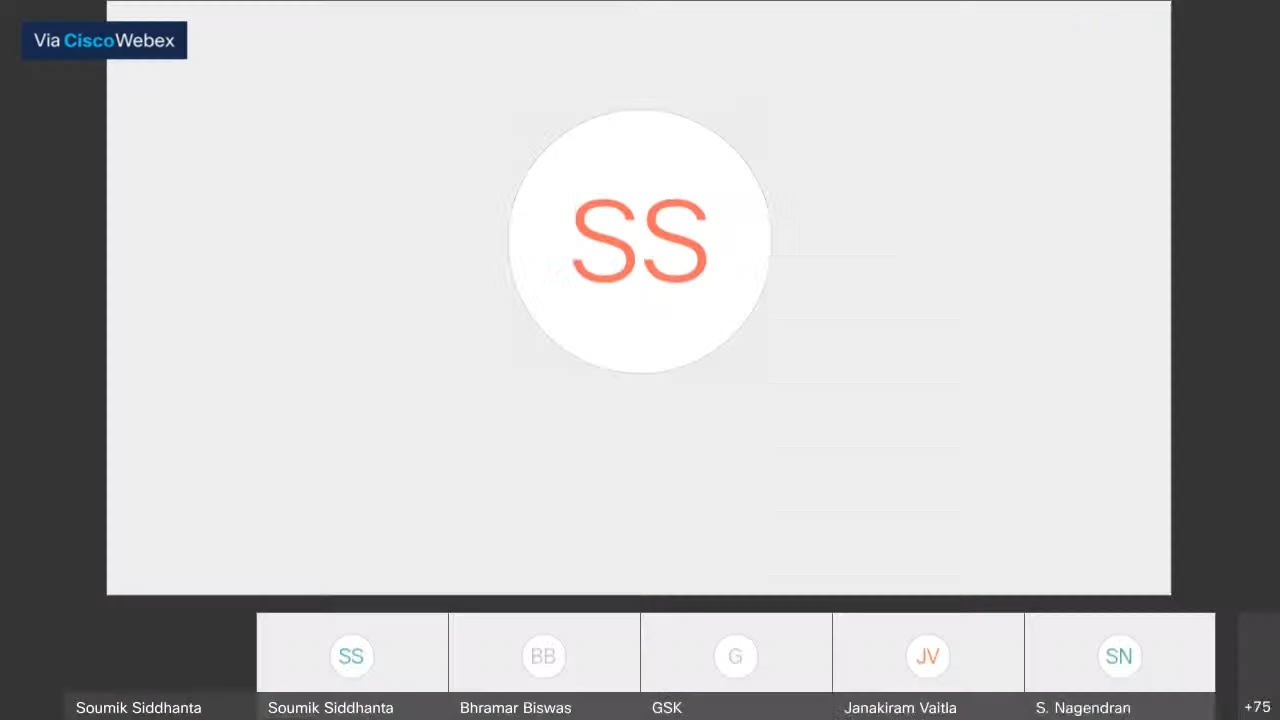 Via CiscoWebex
SS
SS
BB
G
JV
SN
Soumik Siddhanta
Soumik Siddhanta
Bhramar Biswas
GSK
Janakiram Vaitla
S. Nagendran
+75